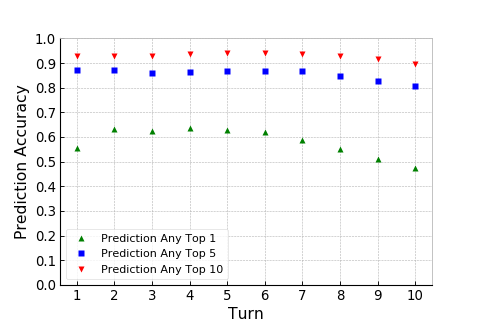 1.0
0.9
0.8
0.7
0.6
0.5
0.4
0.3
0.2
0.1
0.0
Prediction Accuracy
Prediction Any Top 1
Prediction Any Top 5
Prediction Any Top 10
1 2 3 4 5 6 7 8 9 10
Turn